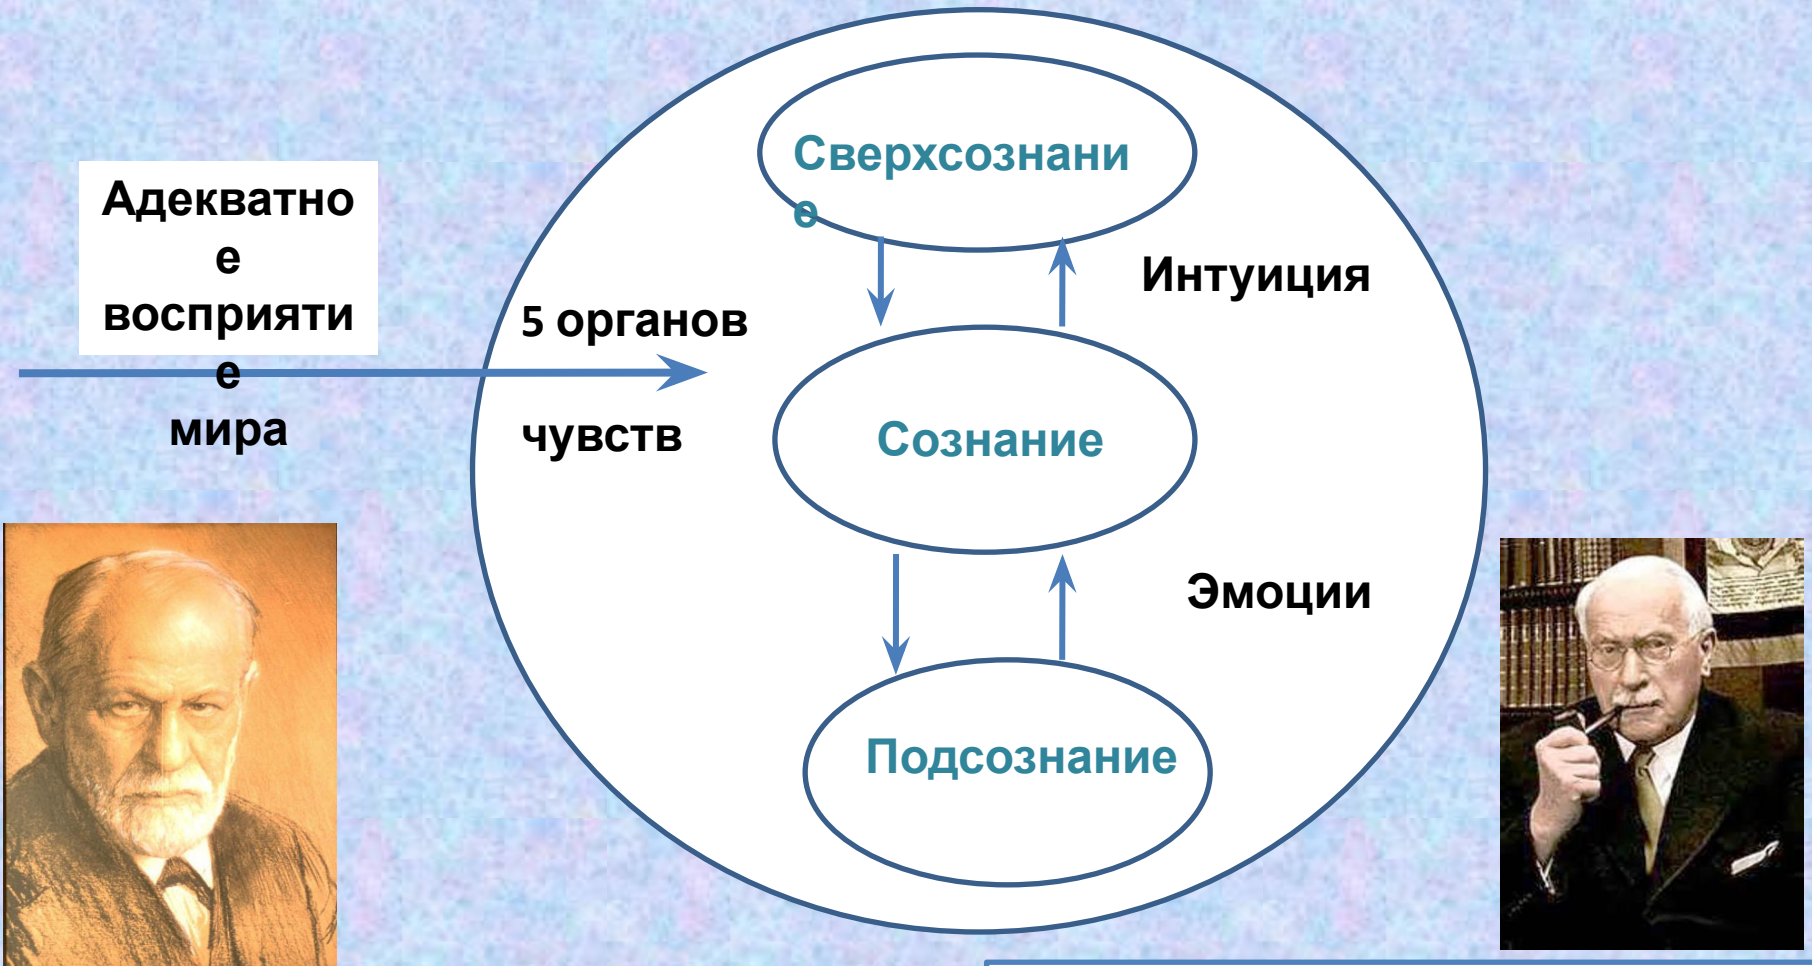 Сверхсознани
е
Адекватно
е
восприяти
е
мира
Интуиция
5 органов
чувств
Сознание
Эмоции
Подсознание